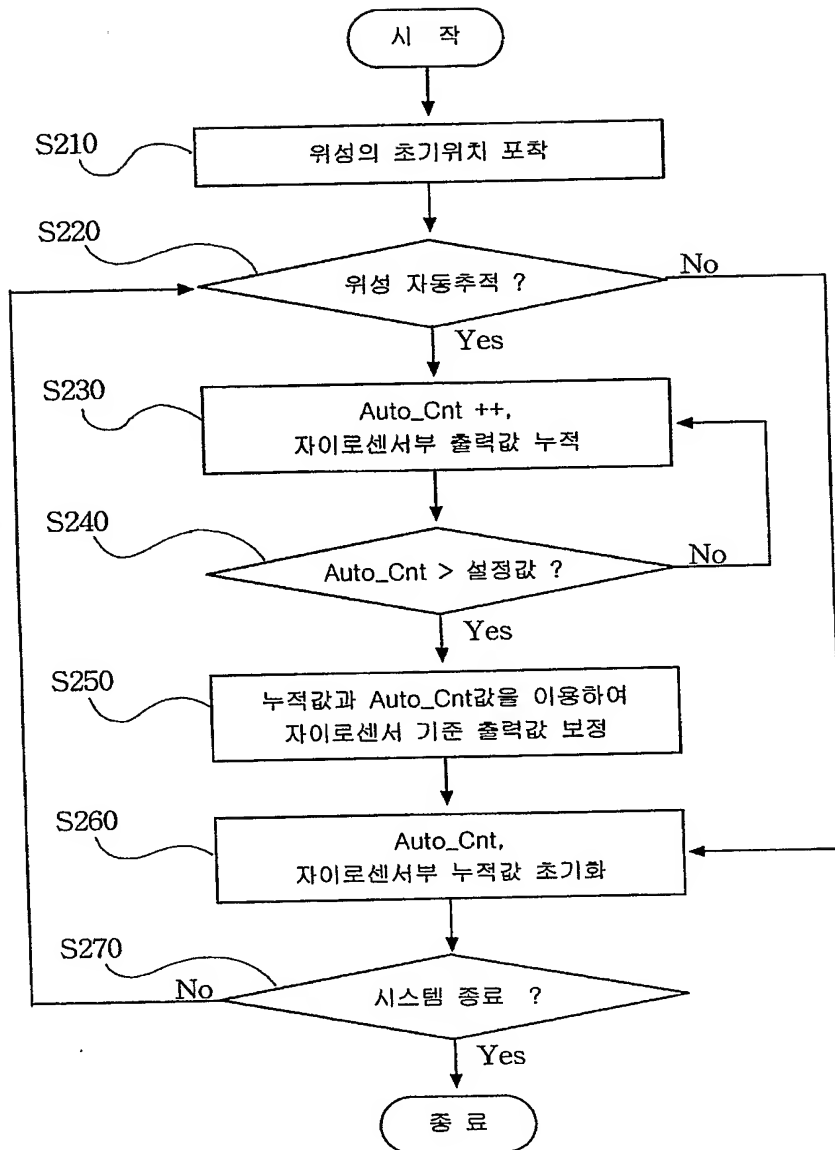 시 작
S210
위성의 초기위치 포착
S220
위성 자동추적 ?
No
Yes
S230
Auto_Cnt ++,
자이로센서부 출력값 누적
S240
Auto_Cnt > 설정값 ?
No
Yes
S250
누적값과 Auto_Cnt값을 이용하여
자이로센서 기준 출력값 보정
S260
Auto_Cnt,
자이로센서부 누적값 초기화
S270
No
시스템 종료 ?
Yes
종 료